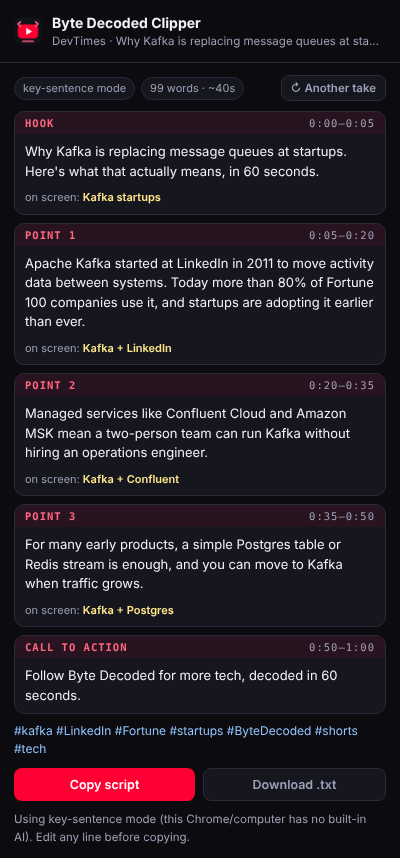 Byte Decoded Clipper
DevTimes · Why Kafka is replacing message queues at sta...
key-sentence mode
99 words · ~40s
↻ Another take
HOOK 0:00–0:05
Why Kafka is replacing message queues at startups.
Here's what that actually means, in 60 seconds.
on screen: Kafka startups
POINT 1 0:05–0:20
Apache Kafka started at LinkedIn in 2011 to move activity
data between systems. Today more than 80% of Fortune
100 companies use it, and startups are adopting it earlier
than ever.
on screen: Kafka + LinkedIn
POINT 2 0:20–0:35
Managed services like Confluent Cloud and Amazon
MSK mean a two-person team can run Kafka without
hiring an operations engineer.
on screen: Kafka + Confluent
POINT 3 0:35–0:50
For many early products, a simple Postgres table or
Redis stream is enough, and you can move to Kafka
when traffic grows.
on screen: Kafka + Postgres
CALL TO ACTION 0:50–1:00
Follow Byte Decoded for more tech, decoded in 60
seconds.
#kafka #LinkedIn #Fortune #startups #ByteDecoded #shorts
#tech
Copy script
Download .txt
Using key-sentence mode (this Chrome/computer has no built-in
AI). Edit any line before copying.